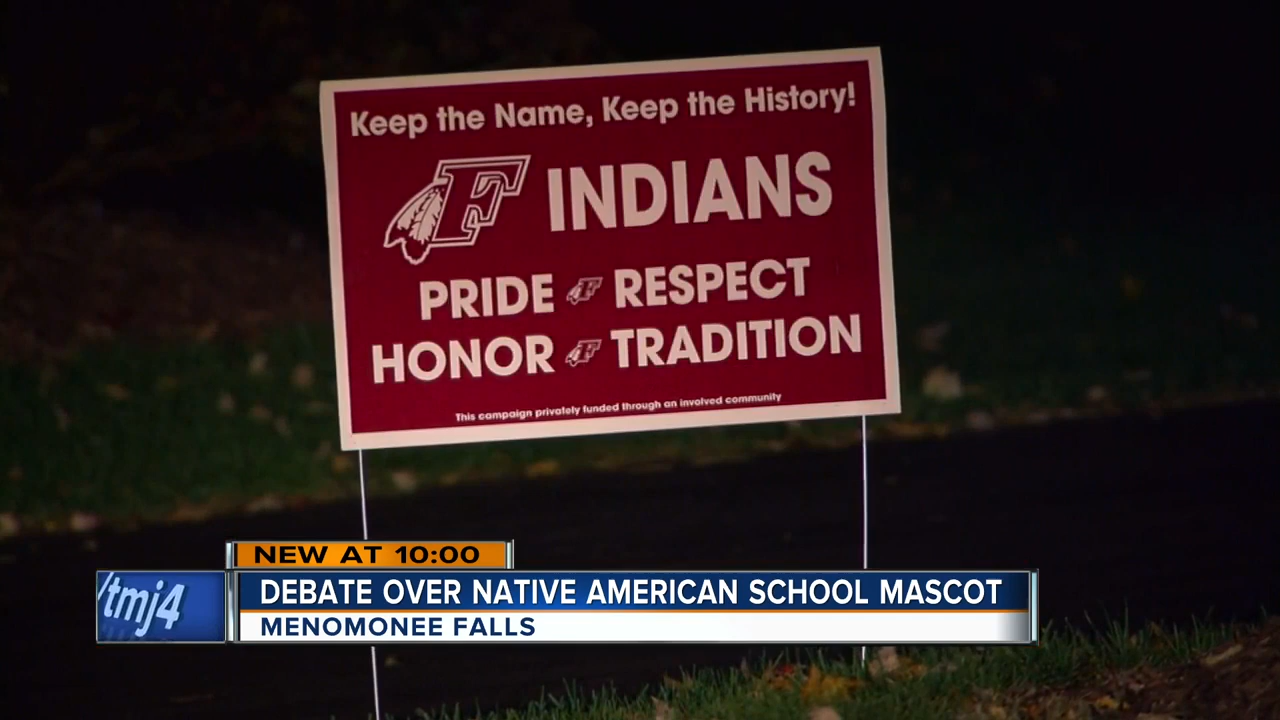 Keep the Name, Keep the History!
F INDIANS
PRIDE F RESPECT
HONOR F TRADITION
This campaign privately funded through an involved community
NEW AT 10:00
/tmj4
DEBATE OVER NATIVE AMERICAN SCHOOL MASCOT
MENOMONEE FALLS